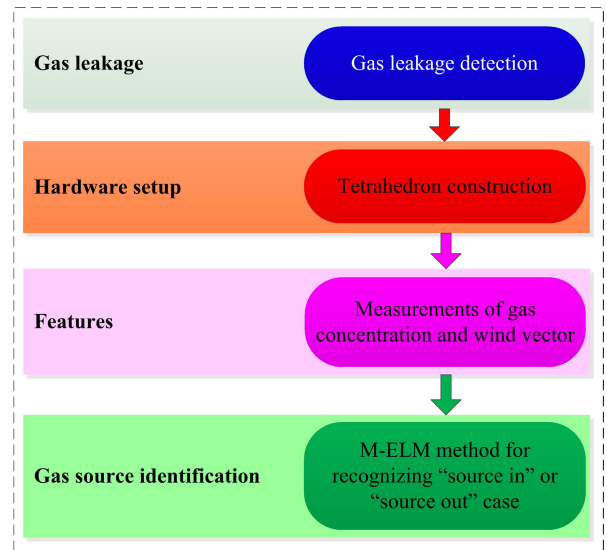 Gas leakage
Gas leakage detection
Hardware setup
Tetrahedron construction
Features
Measurements of gas
concentration and wind vector
Gas source identification
M-ELM method for
recognizing “source in” or
“source out” case